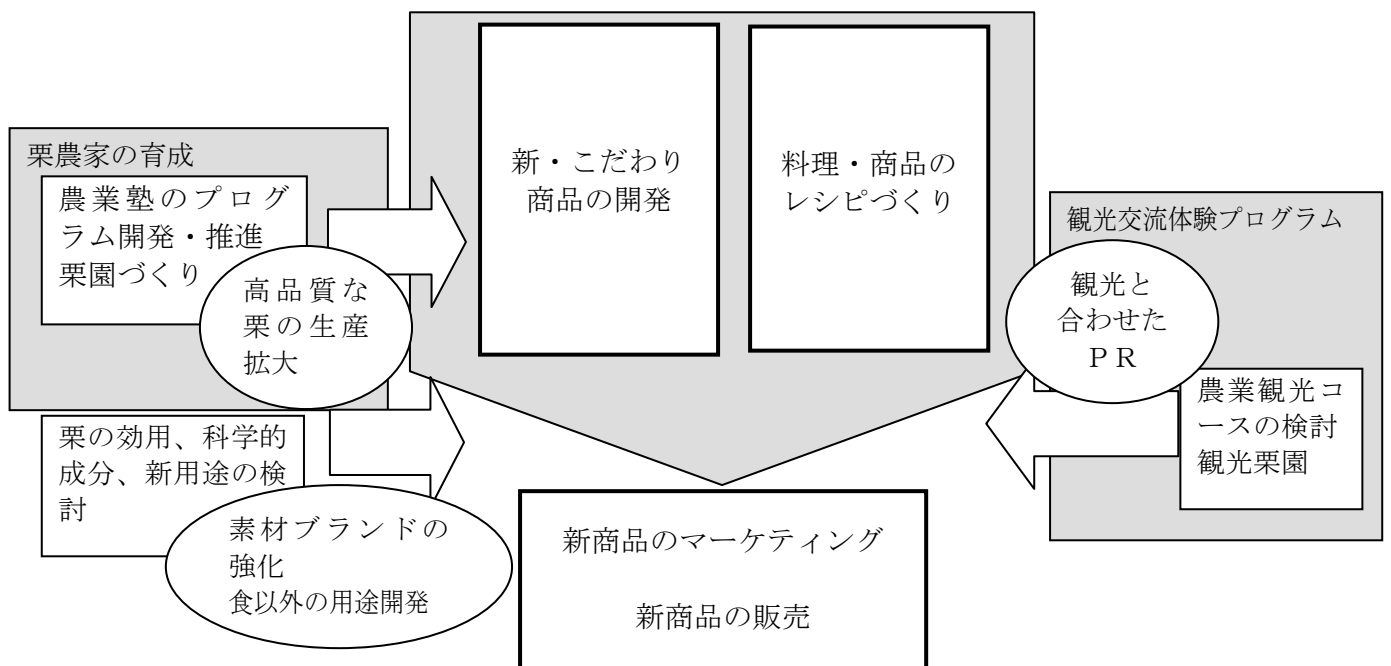 新・こだわり
商品の開発
料理・商品の
レシピづくり
栗農家の育成
農業塾のプログ
ラム開発・推進
栗園づくり
高品質な
栗の生産
拡大
栗の効用、科学的
成分、新用途の検
討
素材ブランドの
強化
食以外の用途開発
観光交流体験プログラム
観光と
合わせた
ＰＲ
農業観光コ
ースの検討
観光栗園
新商品のマーケティング
新商品の販売